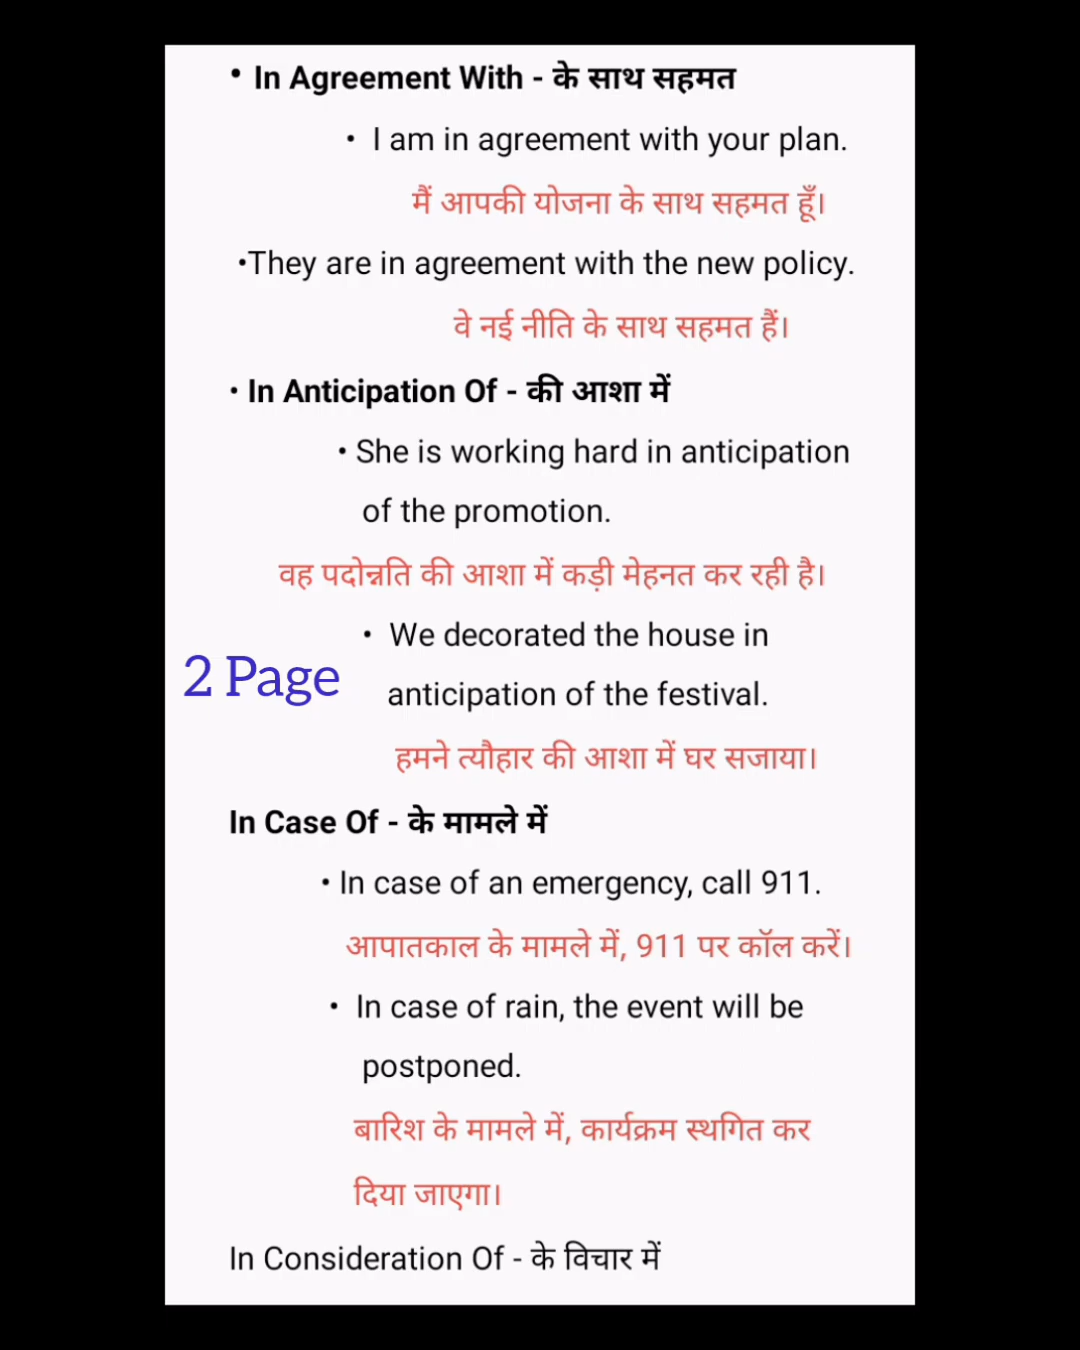 • In Agreement With - के साथ सहमत
• I am in agreement with your plan.
मैं आपकी योजना के साथ सहमत हूँ।
•They are in agreement with the new policy.
वे नई नीति के साथ सहमत हैं।
• In Anticipation Of - की आशा में
• She is working hard in anticipation
of the promotion.
वह पदोन्नति की आशा में कड़ी मेहनत कर रही है।
• We decorated the house in
2 Page
anticipation of the festival.
हमने त्यौहार की आशा में घर सजाया।
In Case Of - के मामले में
• In case of an emergency, call 911.
आपातकाल के मामले में, 911 पर कॉल करें।
• In case of rain, the event will be
postponed.
बारिश के मामले में, कार्यक्रम स्थगित कर
दिया जाएगा।
In Consideration Of - के विचार में